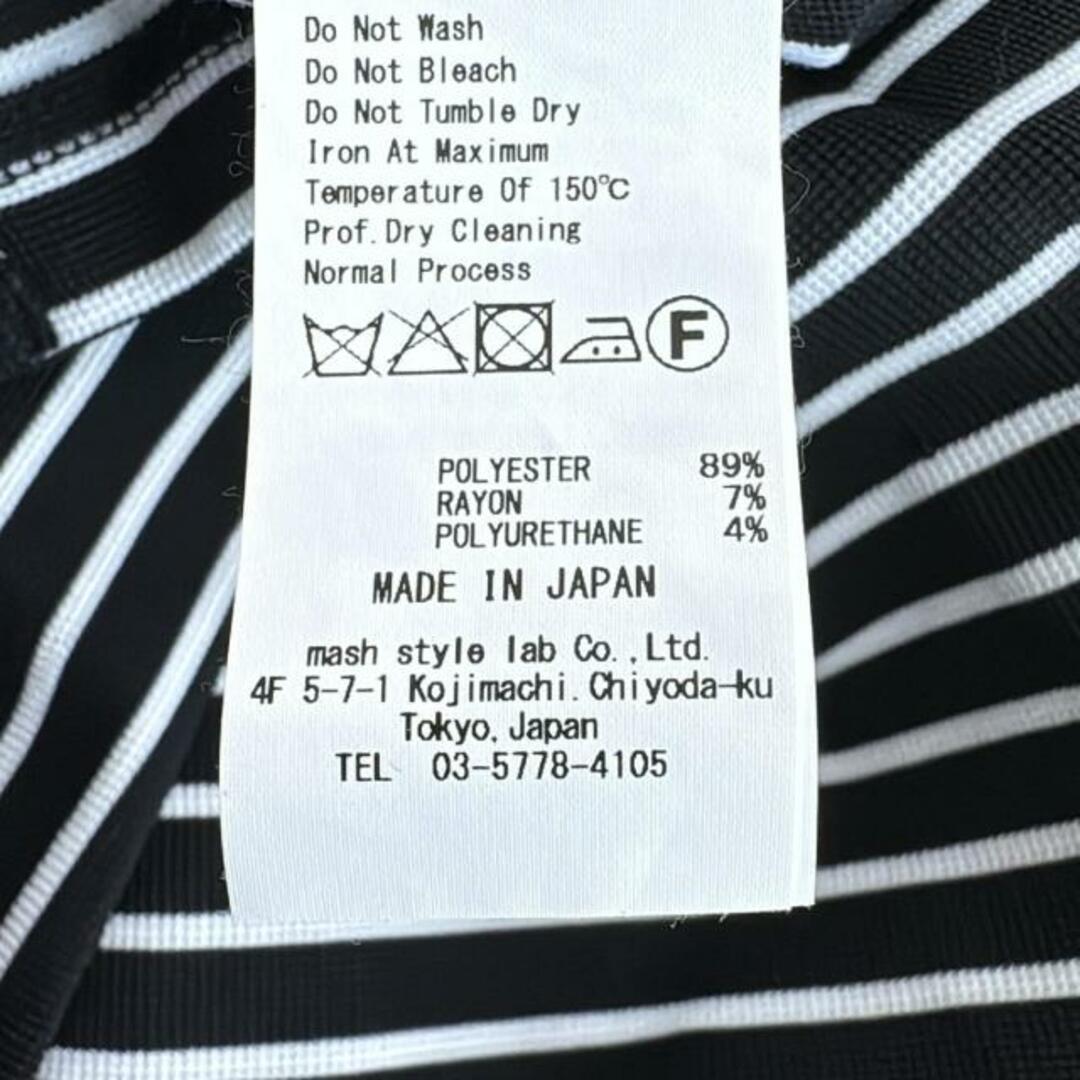 Do Not Wash
Do Not Bleach
Do Not Tumble Dry
Iron At Maximum
Temperature Of 150℃
Prof.Dry Cleaning
Normal Process
F
POLYESTER 89%
RAYON 7%
POLYURETHANE 4%
MADE IN JAPAN
mash style lab Co.,Ltd.
4F 5-7-1 Kojimachi.Chiyoda-ku
Tokyo,Japan
TEL 03-5778-4105